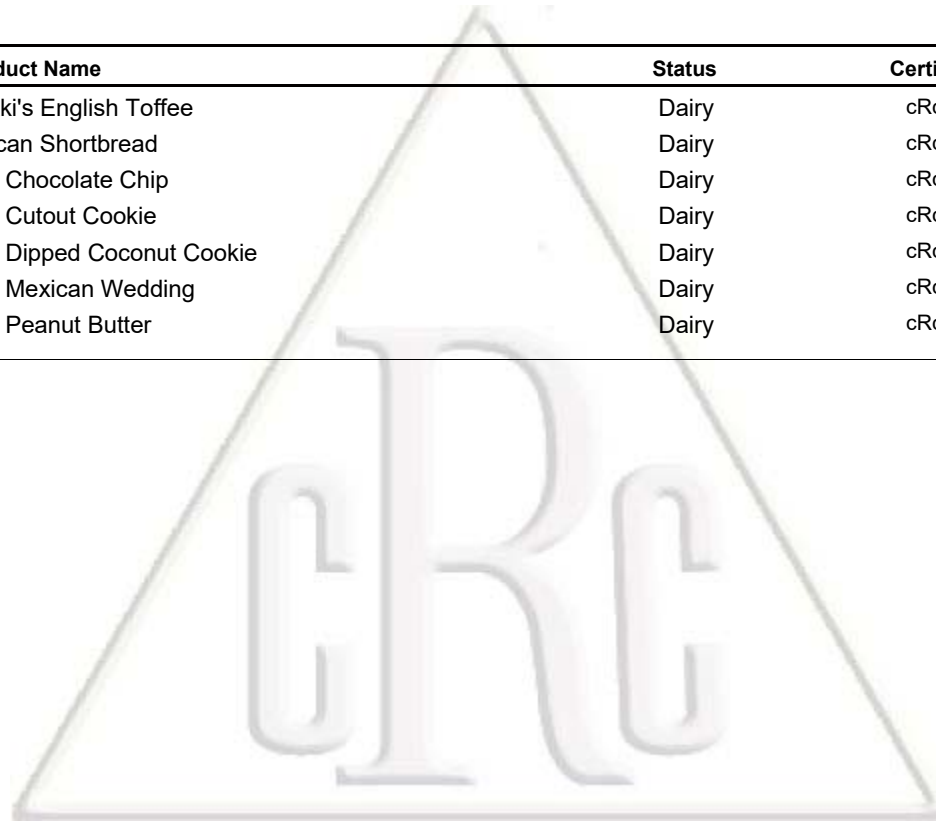 duct Name Status Certi
ki's English Toffee Dairy cRc
can Shortbread Dairy cRc
Chocolate Chip Dairy cRc
Cutout Cookie Dairy cRc
Dipped Coconut Cookie Dairy cRc
Mexican Wedding Dairy cRc
Peanut Butter Dairy cRc
cRc